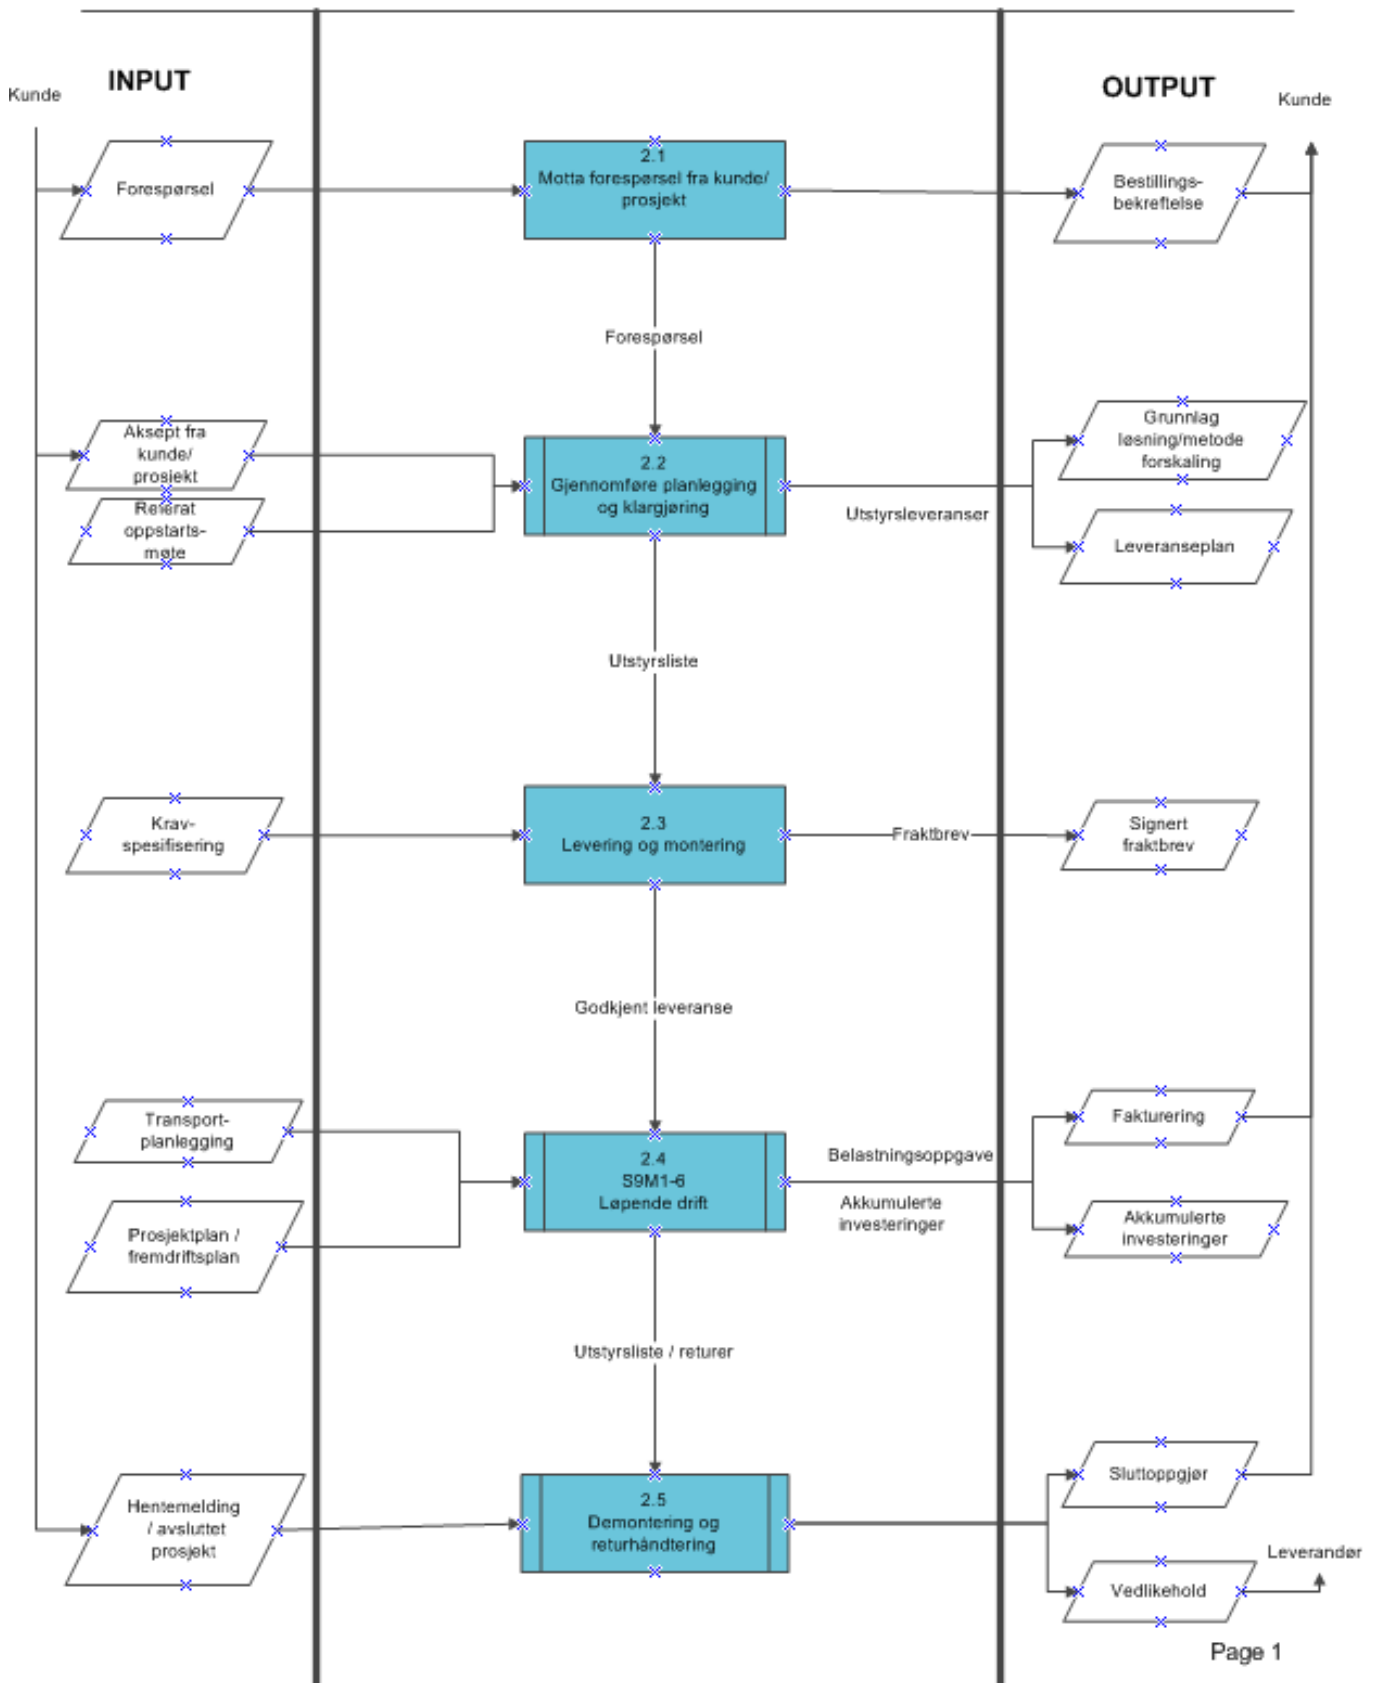 INPUT
OUTPUT
Kunde
Kunde
Forespørsel
2.1
Motta forespørsel fra kunde/
prosjekt
Bestillings-
bekreftelse
Forespørsel
Aksept fra
kunde/
prosjekt
Referat
oppstarts-
møte
2.2
Gjennomføre planlegging
og klargjøring
Utstyrsleveranser
Grunnlag
løsning/metode
forskaling
Leveranseplan
Utstyrsliste
Krav-
spesifisering
2.3
Levering og montering
Fraktbrev
Signert
fraktbrev
Godkjent leveranse
Transport-
planlegging
Prosjektplan /
fremdriftsplan
2.4
S9M1-6
Løpende drift
Belastningsoppgave
Akkumulerte
investeringer
Fakturering
Akkumulerte
investeringer
Utstyrsliste / returer
Hentemelding
/ avsluttet
prosjekt
2.5
Demontering og
returhåndtering
Sluttoppgjør
Leverandør
Vedlikehold
Page 1